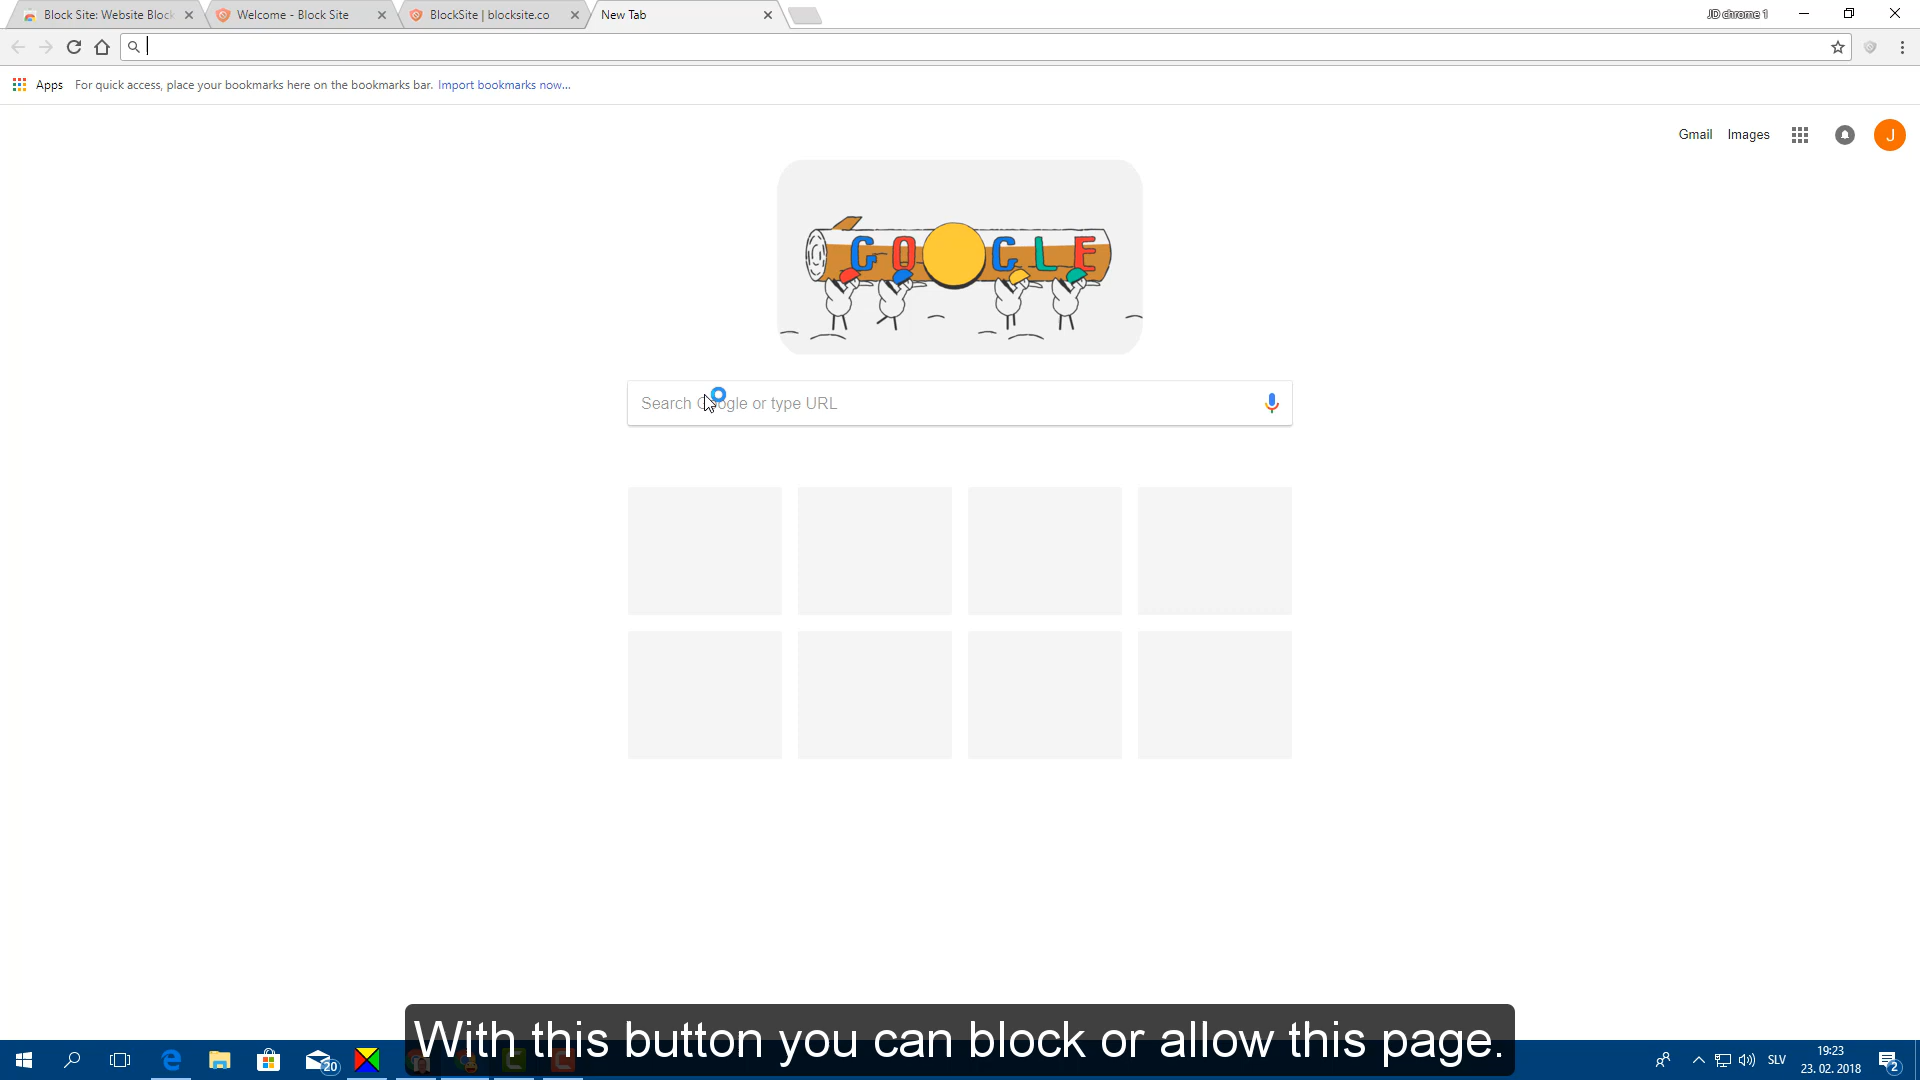 Block Site: Website Block
Welcome - Block Site
BlockSite | blocksite.co
New Tab
JD chrome 1
Apps
For quick access, place your bookmarks here on the bookmarks bar. Import bookmarks now...
Gmail
Images
J
GOOGLE
Search Google or type URL
With this button you can block or allow this page.
20
SLV
19:23
23. 02. 2018
2